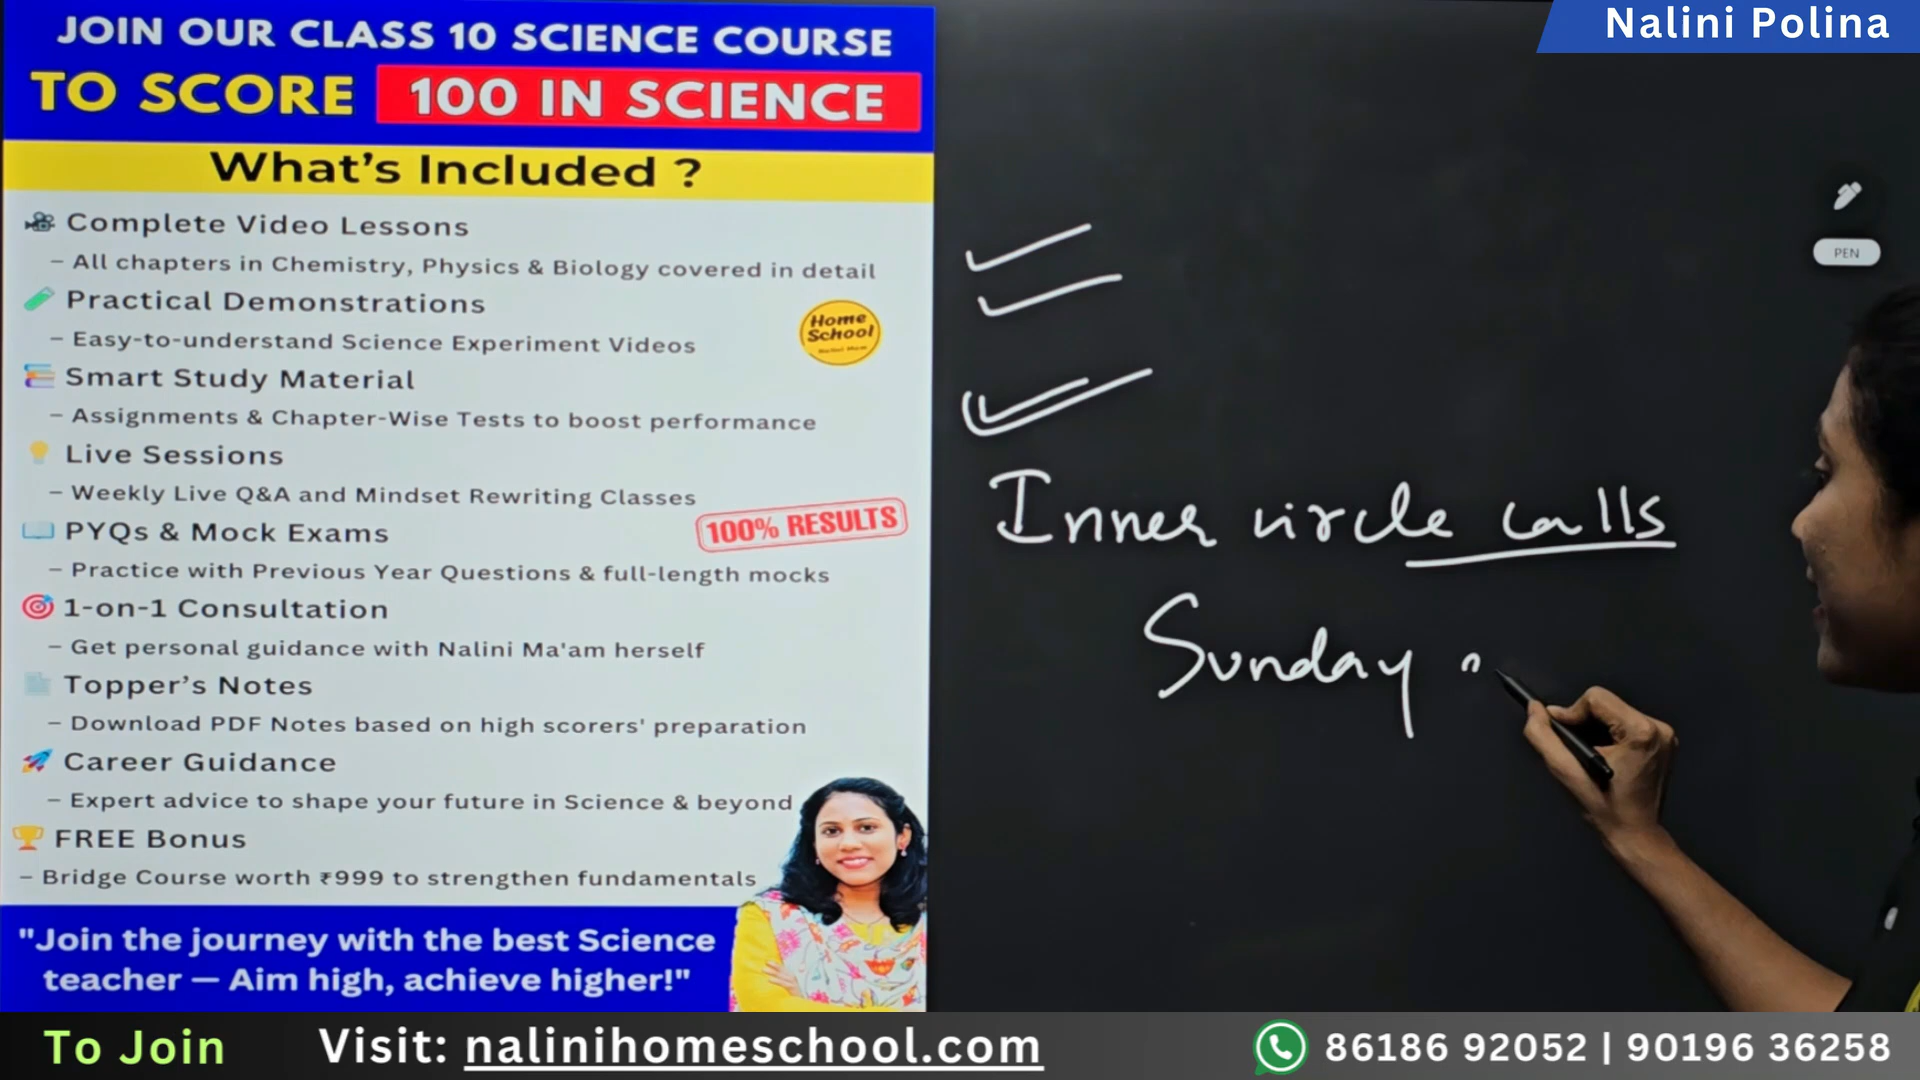 JOIN OUR CLASS 10 SCIENCE COURSE
TO SCORE 100 IN SCIENCE
What's Included ?
Complete Video Lessons
– All chapters in Chemistry, Physics & Biology covered in detail
Practical Demonstrations
– Easy-to-understand Science Experiment Videos
Home
School
Smart Study Material
– Assignments & Chapter-Wise Tests to boost performance
Live Sessions
– Weekly Live Q&A and Mindset Rewriting Classes
PYQs & Mock Exams
100% RESULTS
– Practice with Previous Year Questions & full-length mocks
1-on-1 Consultation
– Get personal guidance with Nalini Ma'am herself
Topper's Notes
– Download PDF Notes based on high scorers' preparation
Career Guidance
– Expert advice to shape your future in Science & beyond
FREE Bonus
– Bridge Course worth ₹999 to strengthen fundamentals
"Join the journey with the best Science
teacher — Aim high, achieve higher!"
Nalini Polina
PEN
Inner circle calls
Sunday
To Join Visit: nalinihomeschool.com 86186 92052 | 90196 36258